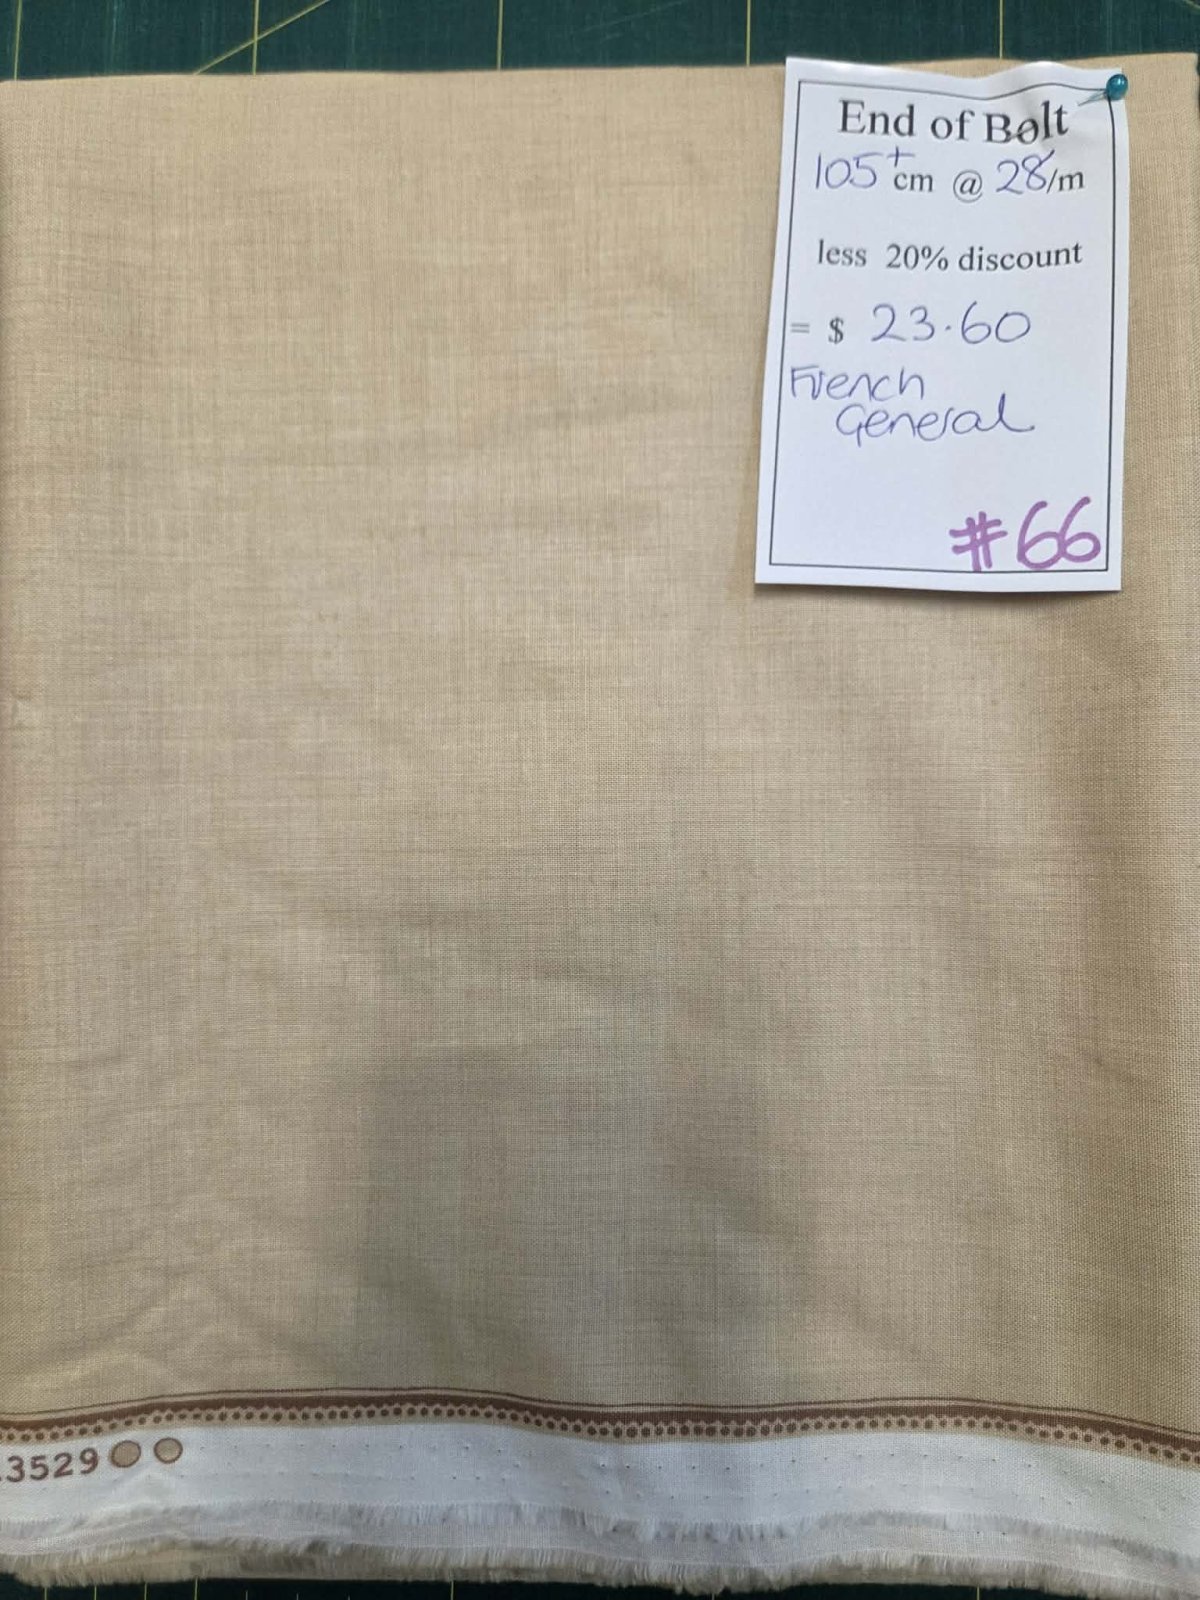 End of Bolt
105+cm @ 28/m
less 20% discount
= $ 23.60
French
General
#66
3529